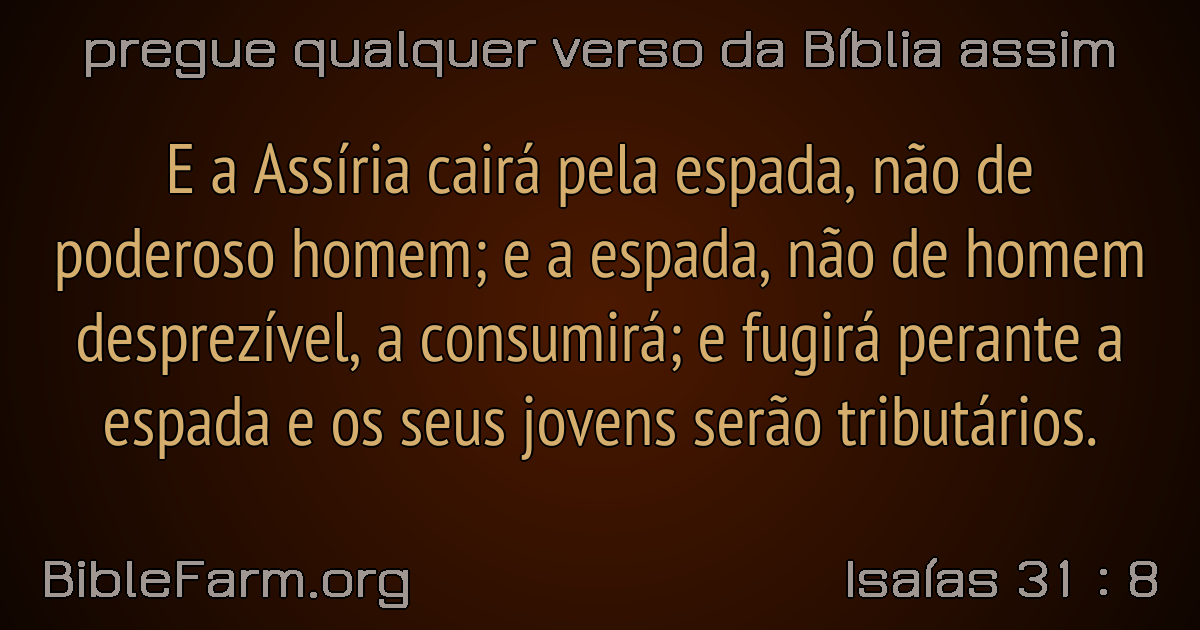 pregue qualquer verso da Bíblia assim
E a Assíria cairá pela espada, não de
poderoso homem; e a espada, não de homem
desprezível, a consumirá; e fugirá perante a
espada e os seus jovens serão tributários.
BibleFarm.org
Isaías 31 : 8